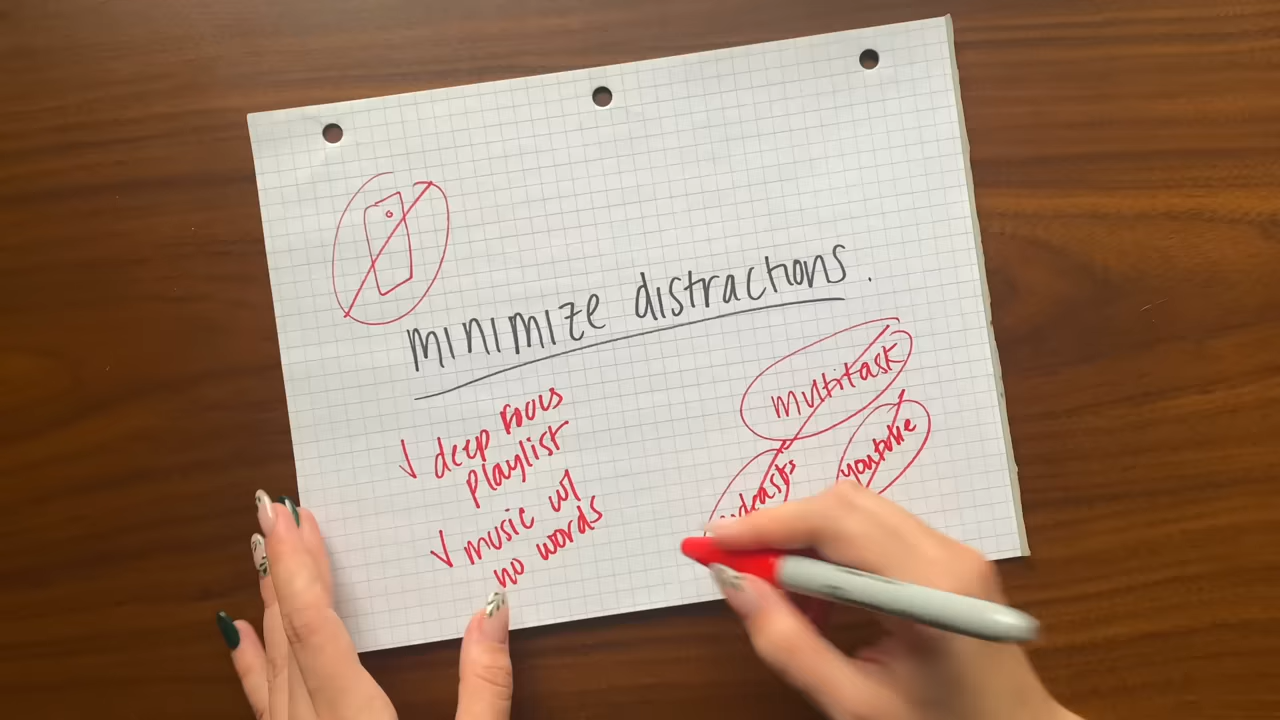 minimize distractions.
✓ deep focus
playlist
✓ music w/
no words
multitask
youtube